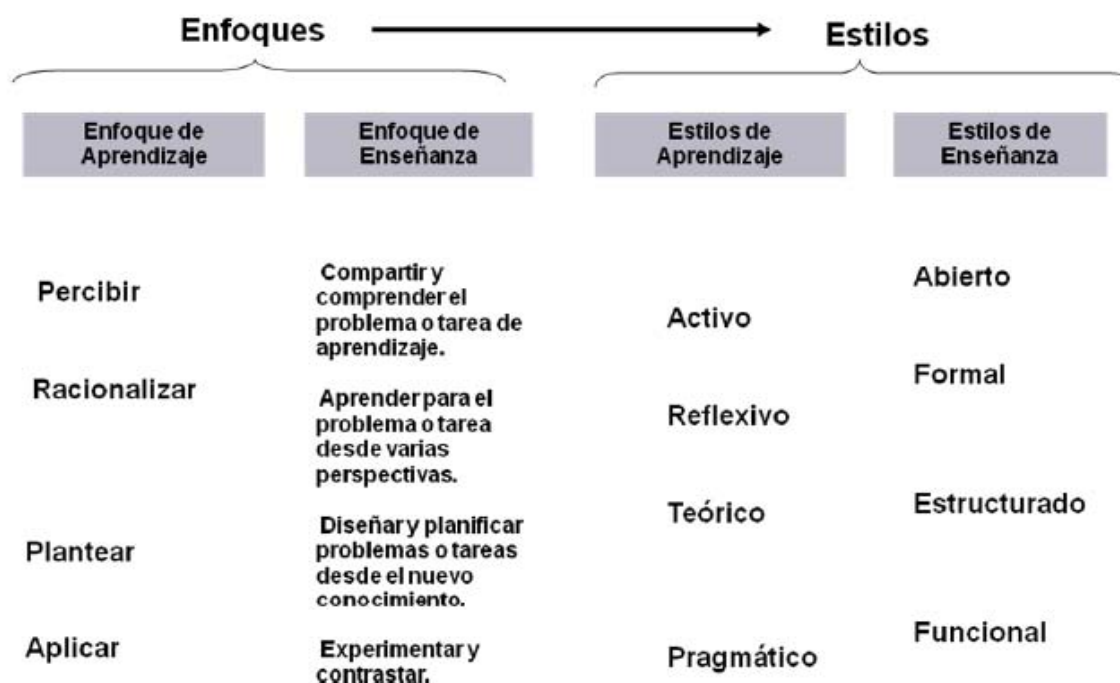 Enfoques
Estilos
Enfoque de
Aprendizaje
Enfoque de
Enseñanza
Estilos de
Aprendizaje
Estilos de
Enseñanza
Percibir
Racionalizar
Plantear
Aplicar
Compartir y
comprender el
problema o tarea de
aprendizaje.
Aprender para el
problema o tarea
desde varias
perspectivas.
Diseñar y planificar
problemas o tareas
desde el nuevo
conocimiento.
Experimentar y
contrastar.
Activo
Reflexivo
Teórico
Pragmático
Abierto
Formal
Estructurado
Funcional